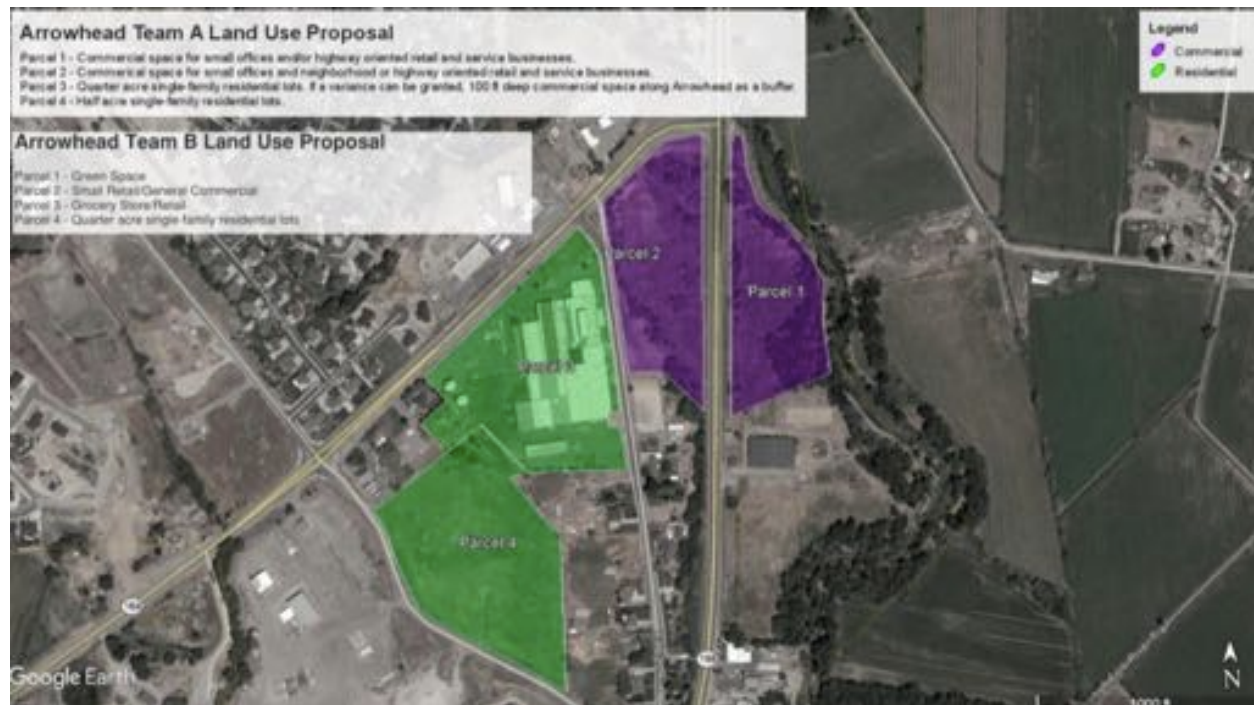 Arrowhead Team A Land Use Proposal
Parcel 1 - Commercial space for small offices and/or highway oriented retail and service businesses.
Parcel 2 - Commercial space for small offices and neighborhood or highway oriented retail and service businesses.
Parcel 3 - Quarter acre single-family residential lots. If a variance can be granted, 100 ft deep commercial space along Arrowhead as a buffer.
Parcel 4 - Half acre single-family residential lots.
Legend
Commercial
Residential
Arrowhead Team B Land Use Proposal
Parcel 1 - Green Space
Parcel 2 - Small Retail/General Commercial
Parcel 3 - Grocery Store/Retail
Parcel 4 - Quarter acre single-family residential lots
Parcel 2
Parcel 1
Parcel 3
Parcel 4
Google Earth
N
1000 ft